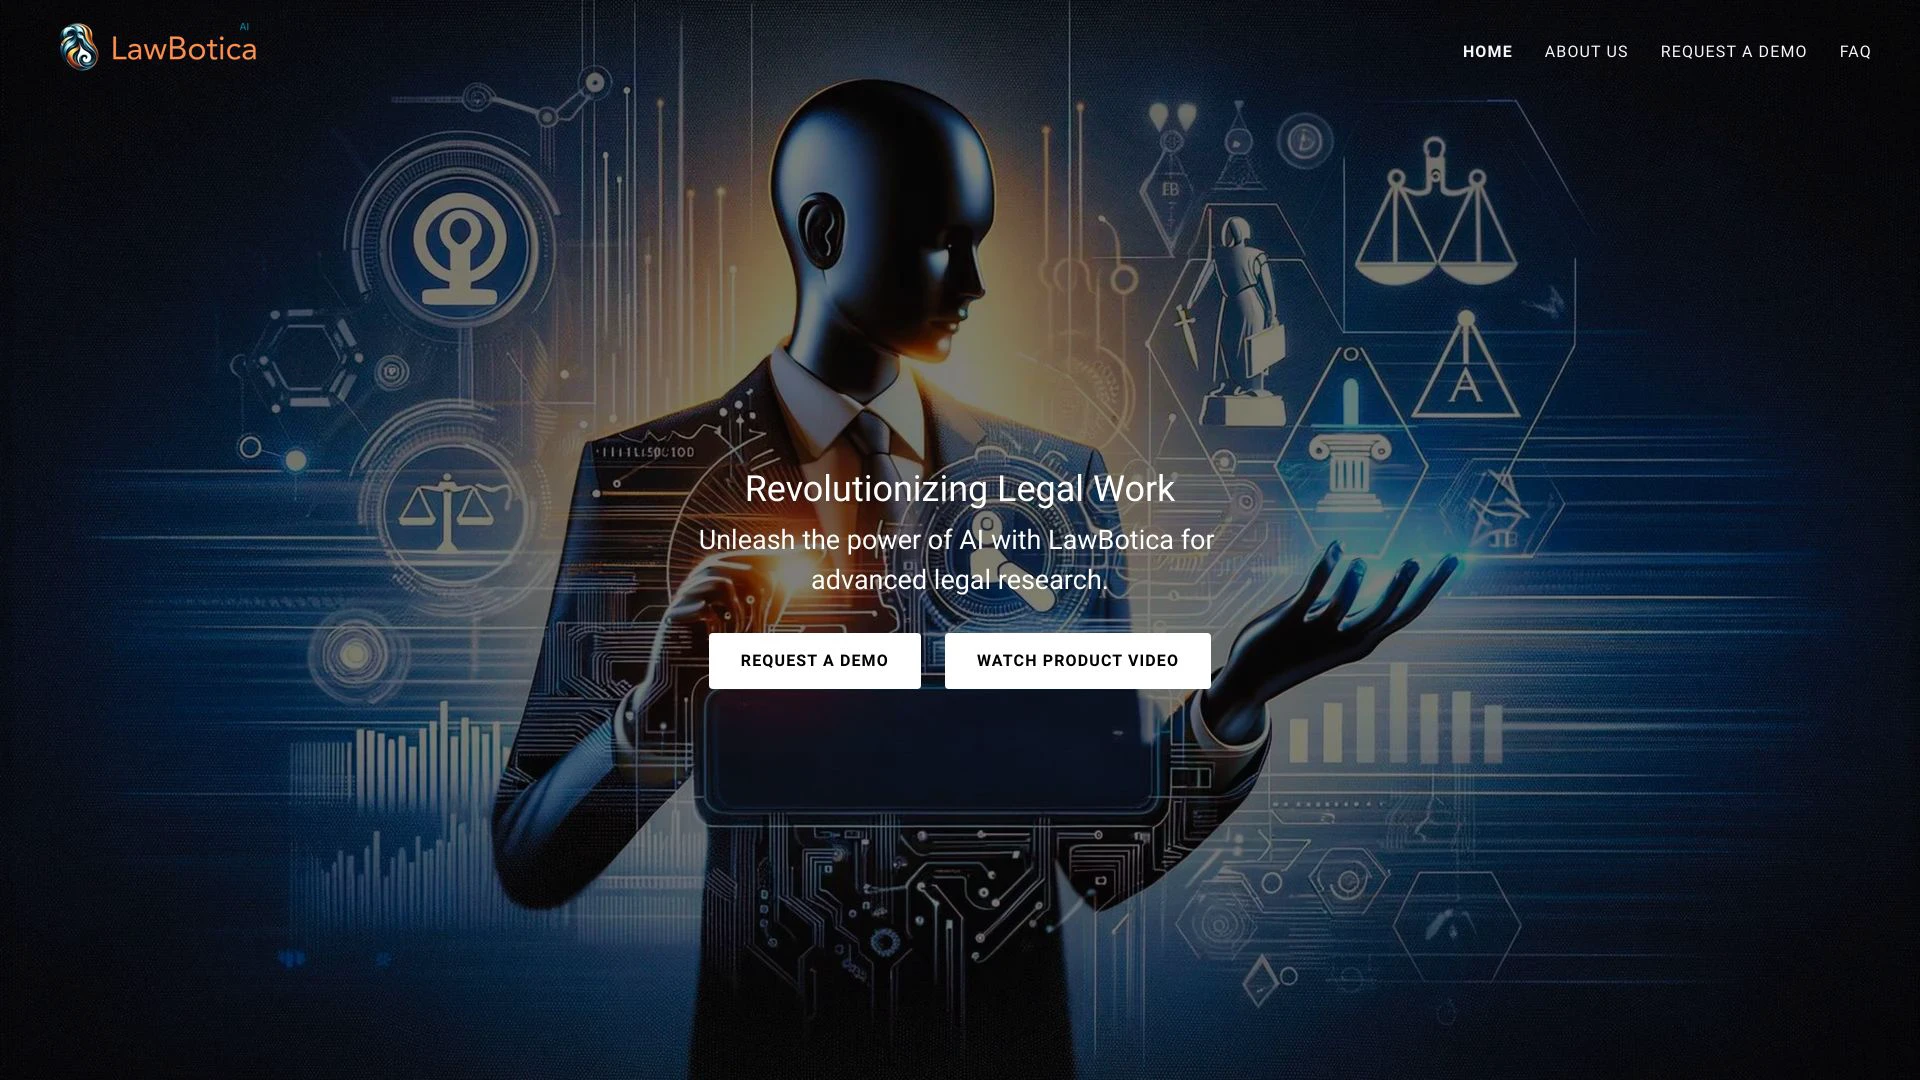 AI
LawBotica
HOME
ABOUT US
REQUEST A DEMO
FAQ
Revolutionizing Legal Work
Unleash the power of AI with LawBotica for
advanced legal research.
REQUEST A DEMO
WATCH PRODUCT VIDEO
A